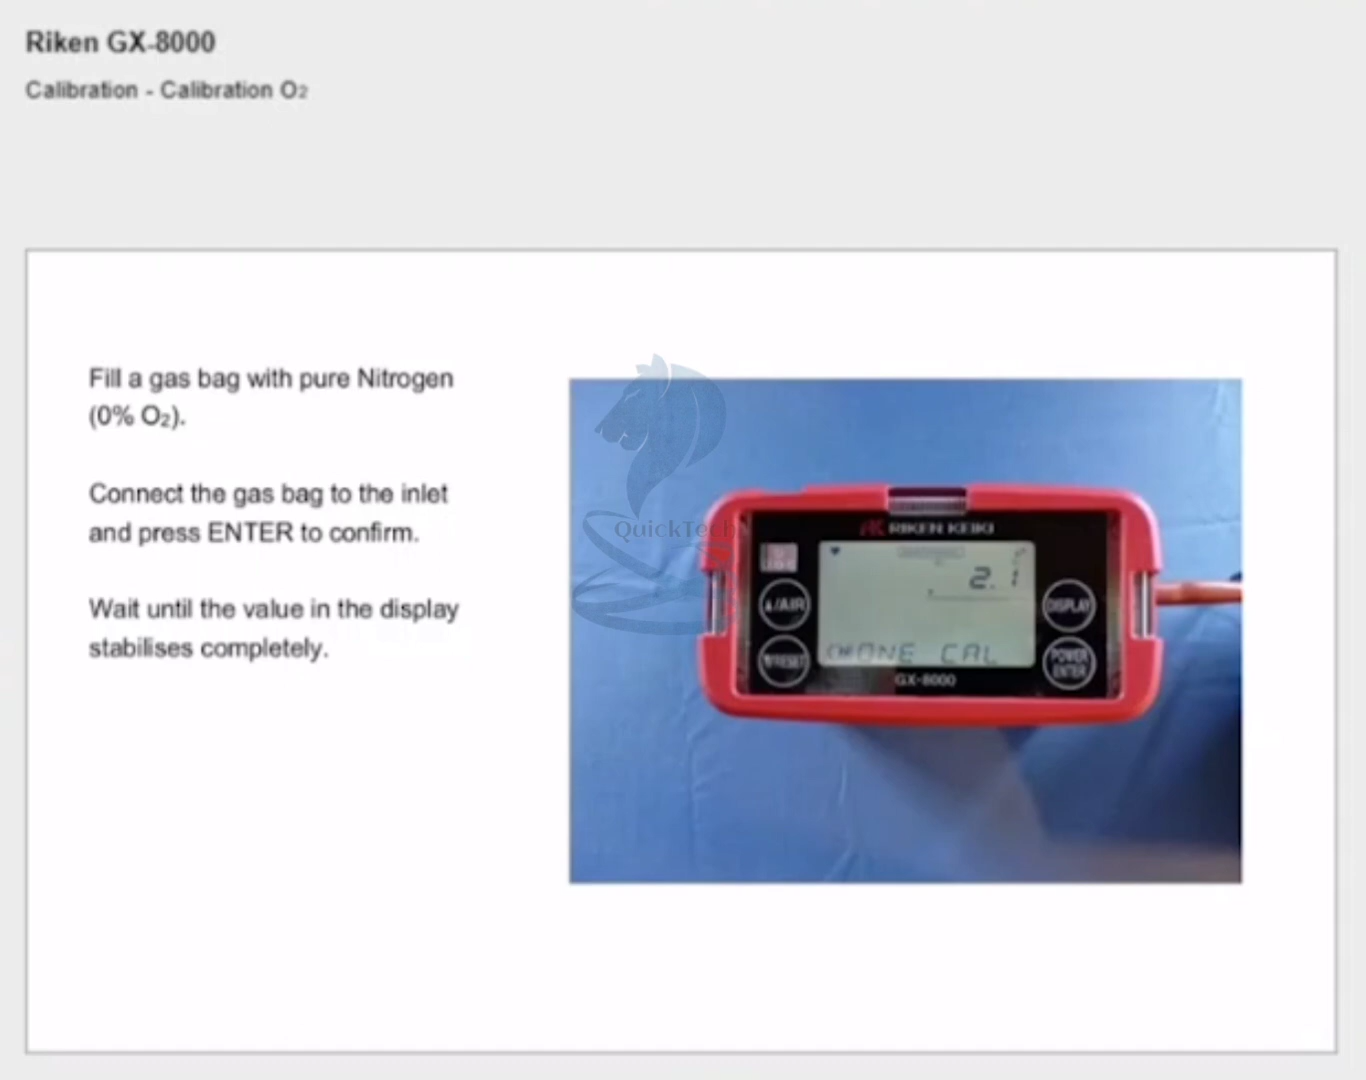 Riken GX-8000
Calibration - Calibration O₂
Fill a gas bag with pure Nitrogen
(0% O₂).
Connect the gas bag to the inlet
and press ENTER to confirm.
Wait until the value in the display
stabilises completely.
QuickTech
RIKEN KEIKI
2.
▲/AIR
DISPLAY
▼/RESET
POWER
ENTER
ONE CAL
GX-8000